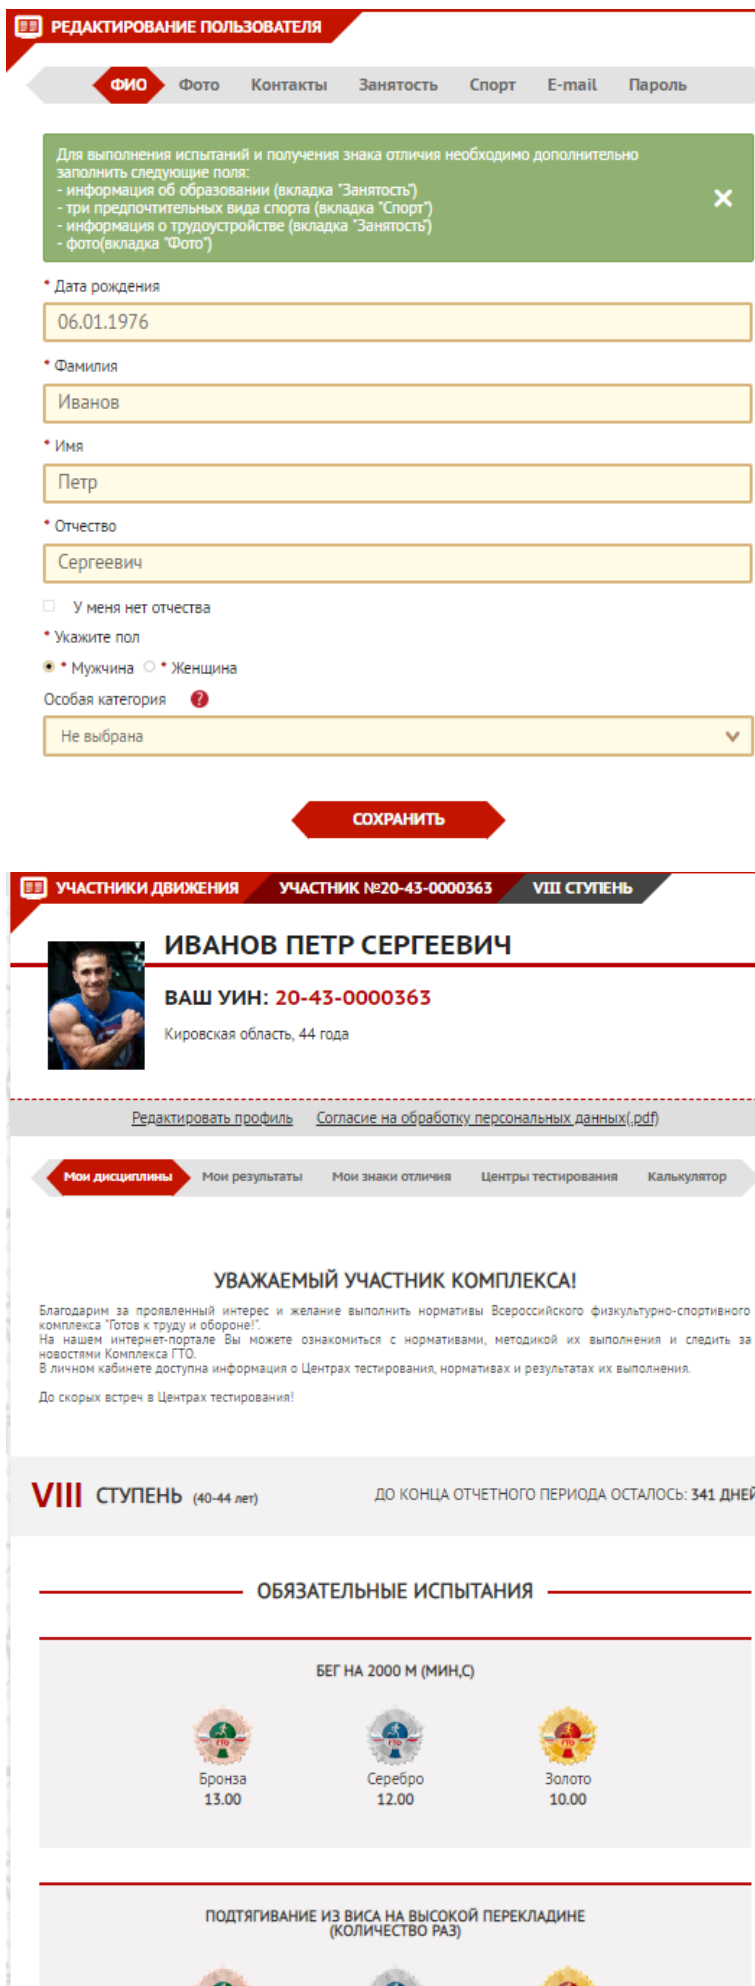 РЕДАКТИРОВАНИЕ ПОЛЬЗОВАТЕЛЯ
ФИО Фото Контакты Занятость Спорт E-mail Пароль
Для выполнения испытаний и получения знака отличия необходимо дополнительно
заполнить следующие поля:
- информация об образовании (вкладка "Занятость")
- три предпочтительных вида спорта (вкладка "Спорт")
- информация о трудоустройстве (вкладка "Занятость")
- фото(вкладка "Фото")
* Дата рождения
06.01.1976
* Фамилия
Иванов
* Имя
Петр
* Отчество
Сергеевич
У меня нет отчества
* Укажите пол
* Мужчина * Женщина
Особая категория ?
Не выбрана
СОХРАНИТЬ
УЧАСТНИКИ ДВИЖЕНИЯ УЧАСТНИК №20-43-0000363 VIII СТУПЕНЬ
ИВАНОВ ПЕТР СЕРГЕЕВИЧ
ВАШ УИН: 20-43-0000363
Кировская область, 44 года
Редактировать профиль Согласие на обработку персональных данных(.pdf)
Мои дисциплины Мои результаты Мои знаки отличия Центры тестирования Калькулятор
УВАЖАЕМЫЙ УЧАСТНИК КОМПЛЕКСА!
Благодарим за проявленный интерес и желание выполнить нормативы Всероссийского физкультурно-спортивного
комплекса "Готов к труду и обороне!".
На нашем интернет-портале Вы можете ознакомиться с нормативами, методикой их выполнения и следить за
новостями Комплекса ГТО.
В личном кабинете доступна информация о Центрах тестирования, нормативах и результатах их выполнения.
До скорых встреч в Центрах тестирования!
VIII СТУПЕНЬ (40-44 лет) ДО КОНЦА ОТЧЕТНОГО ПЕРИОДА ОСТАЛОСЬ: 341 ДНЕЙ
ОБЯЗАТЕЛЬНЫЕ ИСПЫТАНИЯ
БЕГ НА 2000 М (МИН,С)
ГТО ГТО ГТО
Бронза Серебро Золото
13.00 12.00 10.00
ПОДТЯГИВАНИЕ ИЗ ВИСА НА ВЫСОКОЙ ПЕРЕКЛАДИНЕ
(КОЛИЧЕСТВО РАЗ)